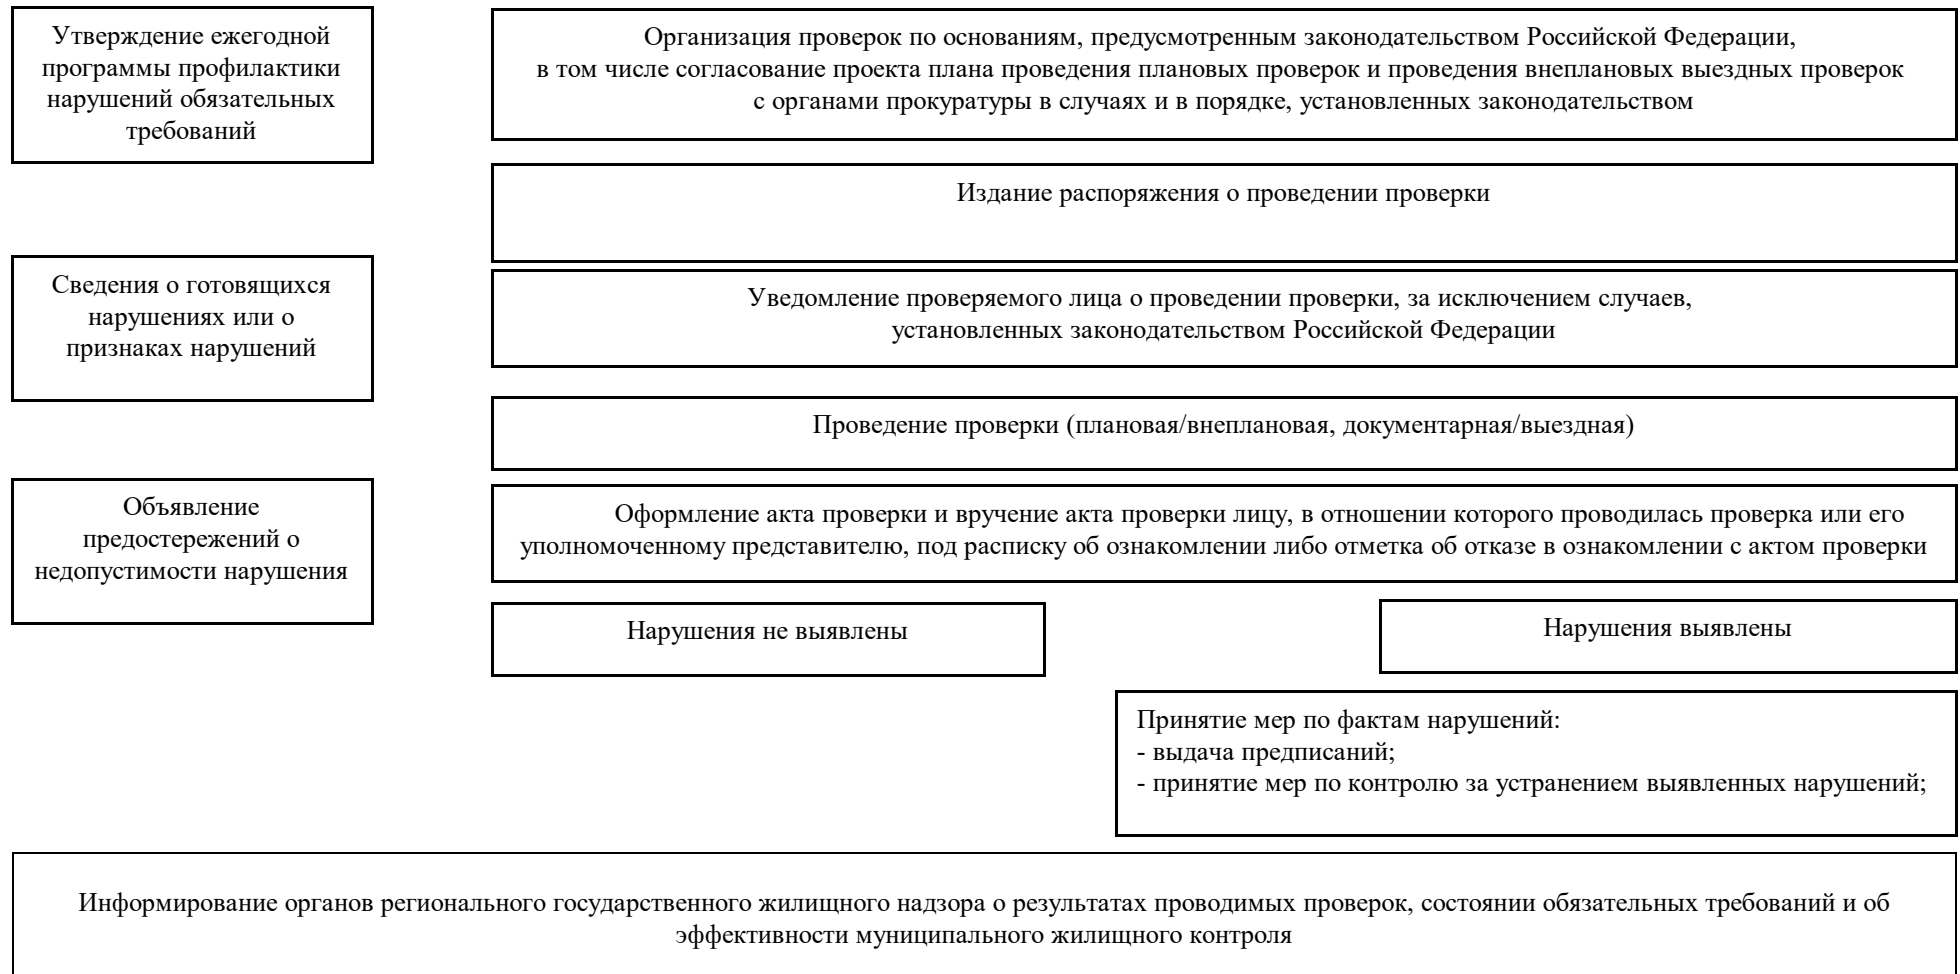 Утверждение ежегодной
программы профилактики
нарушений обязательных
требований
Организация проверок по основаниям, предусмотренным законодательством Российской Федерации,
в том числе согласование проекта плана проведения плановых проверок и проведения внеплановых выездных проверок
с органами прокуратуры в случаях и в порядке, установленных законодательством
Издание распоряжения о проведении проверки
Сведения о готовящихся
нарушениях или о
признаках нарушений
Уведомление проверяемого лица о проведении проверки, за исключением случаев,
установленных законодательством Российской Федерации
Проведение проверки (плановая/внеплановая, документарная/выездная)
Объявление
предостережений о
недопустимости нарушения
Оформление акта проверки и вручение акта проверки лицу, в отношении которого проводилась проверка или его
уполномоченному представителю, под расписку об ознакомлении либо отметка об отказе в ознакомлении с актом проверки
Нарушения не выявлены
Нарушения выявлены
Принятие мер по фактам нарушений:
- выдача предписаний;
- принятие мер по контролю за устранением выявленных нарушений;
Информирование органов регионального государственного жилищного надзора о результатах проводимых проверок, состоянии обязательных требований и об
эффективности муниципального жилищного контроля